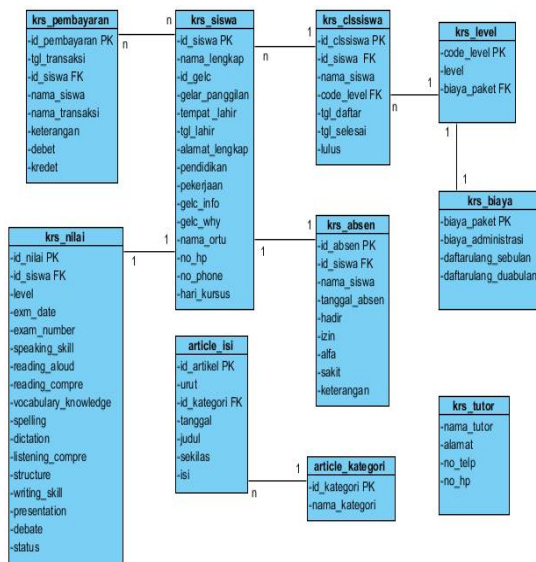 krs_pembayaran
-id_pembayaran PK
-tgl_transaksi
-id_siswa FK
-nama_siswa
-nama_transaksi
-keterangan
-debet
-kredet
n
n
krs_siswa
-id_siswa PK
-nama_lengkap
-id_gelc
-gelar_panggilan
-tempat_lahir
-tgl_lahir
-alamat_lengkap
-pendidikan
-pekerjaan
-gelc_info
-gelc_why
-nama_ortu
-no_hp
-no_phone
-hari_kursus
1
n
krs_clssiswa
-id_clssiswa PK
-id_siswa FK
-nama_siswa
-code_level FK
-tgl_daftar
-tgl_selesai
-lulus
1
n
krs_level
-code_level PK
-level
-biaya_paket FK
1
1
krs_biaya
-biaya_paket PK
-biaya_administrasi
-daftarulang_sebulan
-daftarulang_duabulan
krs_nilai
-id_nilai PK
-id_siswa FK
-level
-exm_date
-exam_number
-speaking_skill
-reading_aloud
-reading_compre
-vocabulary_knowledge
-spelling
-dictation
-listening_compre
-structure
-writing_skill
-presentation
-debate
-status
1
1
1
1
krs_absen
-id_absen PK
-id_siswa FK
-nama_siswa
-tanggal_absen
-hadir
-izin
-alfa
-sakit
-keterangan
article_isi
-id_artikel PK
-urut
-id_kategori FK
-tanggal
-judul
-sekilas
-isi
1
n
article_kategori
-id_kategori PK
-nama_kategori
krs_tutor
-nama_tutor
-alamat
-no_telp
-no_hp